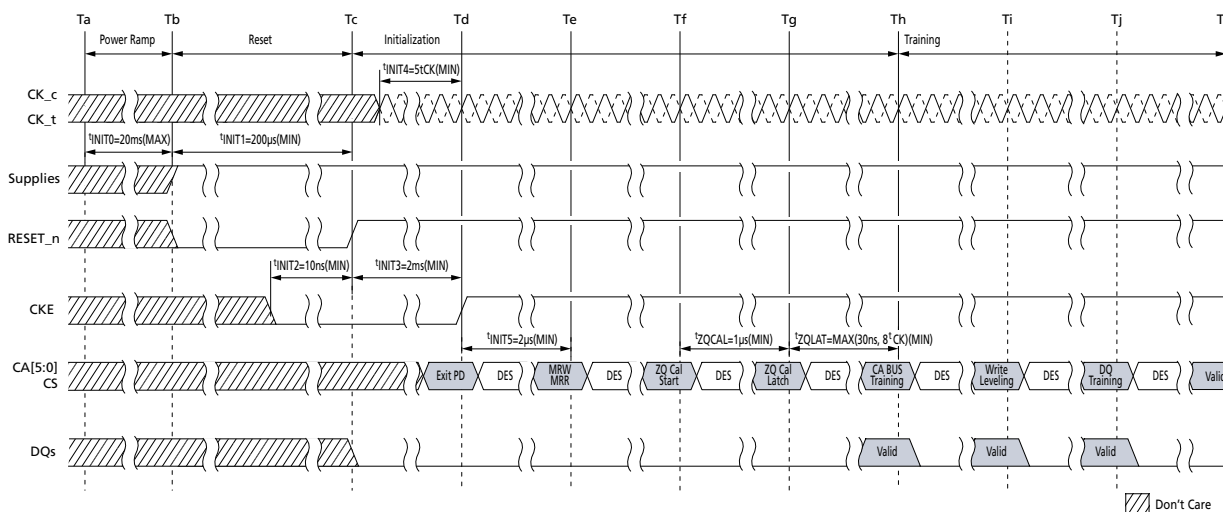 Ta Tb Tc Td Te Tf Tg Th Ti Tj
Power Ramp Reset Initialization Training
tINIT4=5tCK(MIN)
CK_c
CK_t
tINIT0=20ms(MAX) tINIT1=200µs(MIN)
Supplies
RESET_n
tINIT2=10ns(MIN) tINIT3=2ms(MIN)
CKE
tINIT5=2µs(MIN) tZQCAL=1µs(MIN) tZQLAT=MAX(30ns, 8tCK)(MIN)
CA[5:0]
CS
Exit PD DES MRW
MRR DES ZQ Cal
Start DES ZQ Cal
Latch DES CA BUS
Training DES Write
Leveling DES DQ
Training DES Valid
DQs Valid Valid Valid
Don't Care